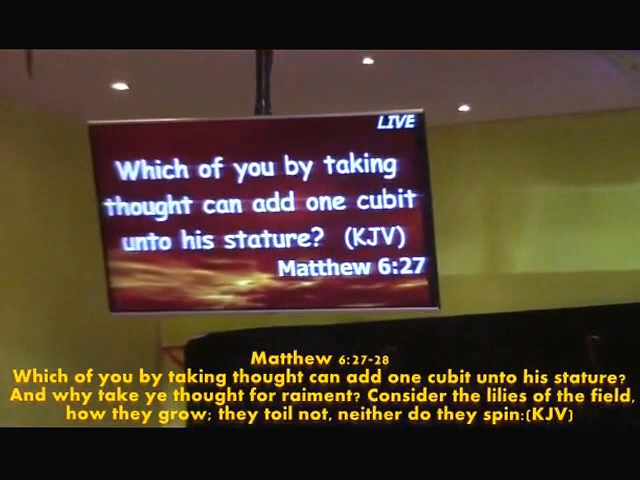 LIVE
Which of you by taking
thought can add one cubit
unto his stature? (KJV)
Matthew 6:27
Matthew 6:27-28
Which of you by taking thought can add one cubit unto his stature?
And why take ye thought for raiment? Consider the lilies of the field,
how they grow; they toil not, neither do they spin:(KJV)